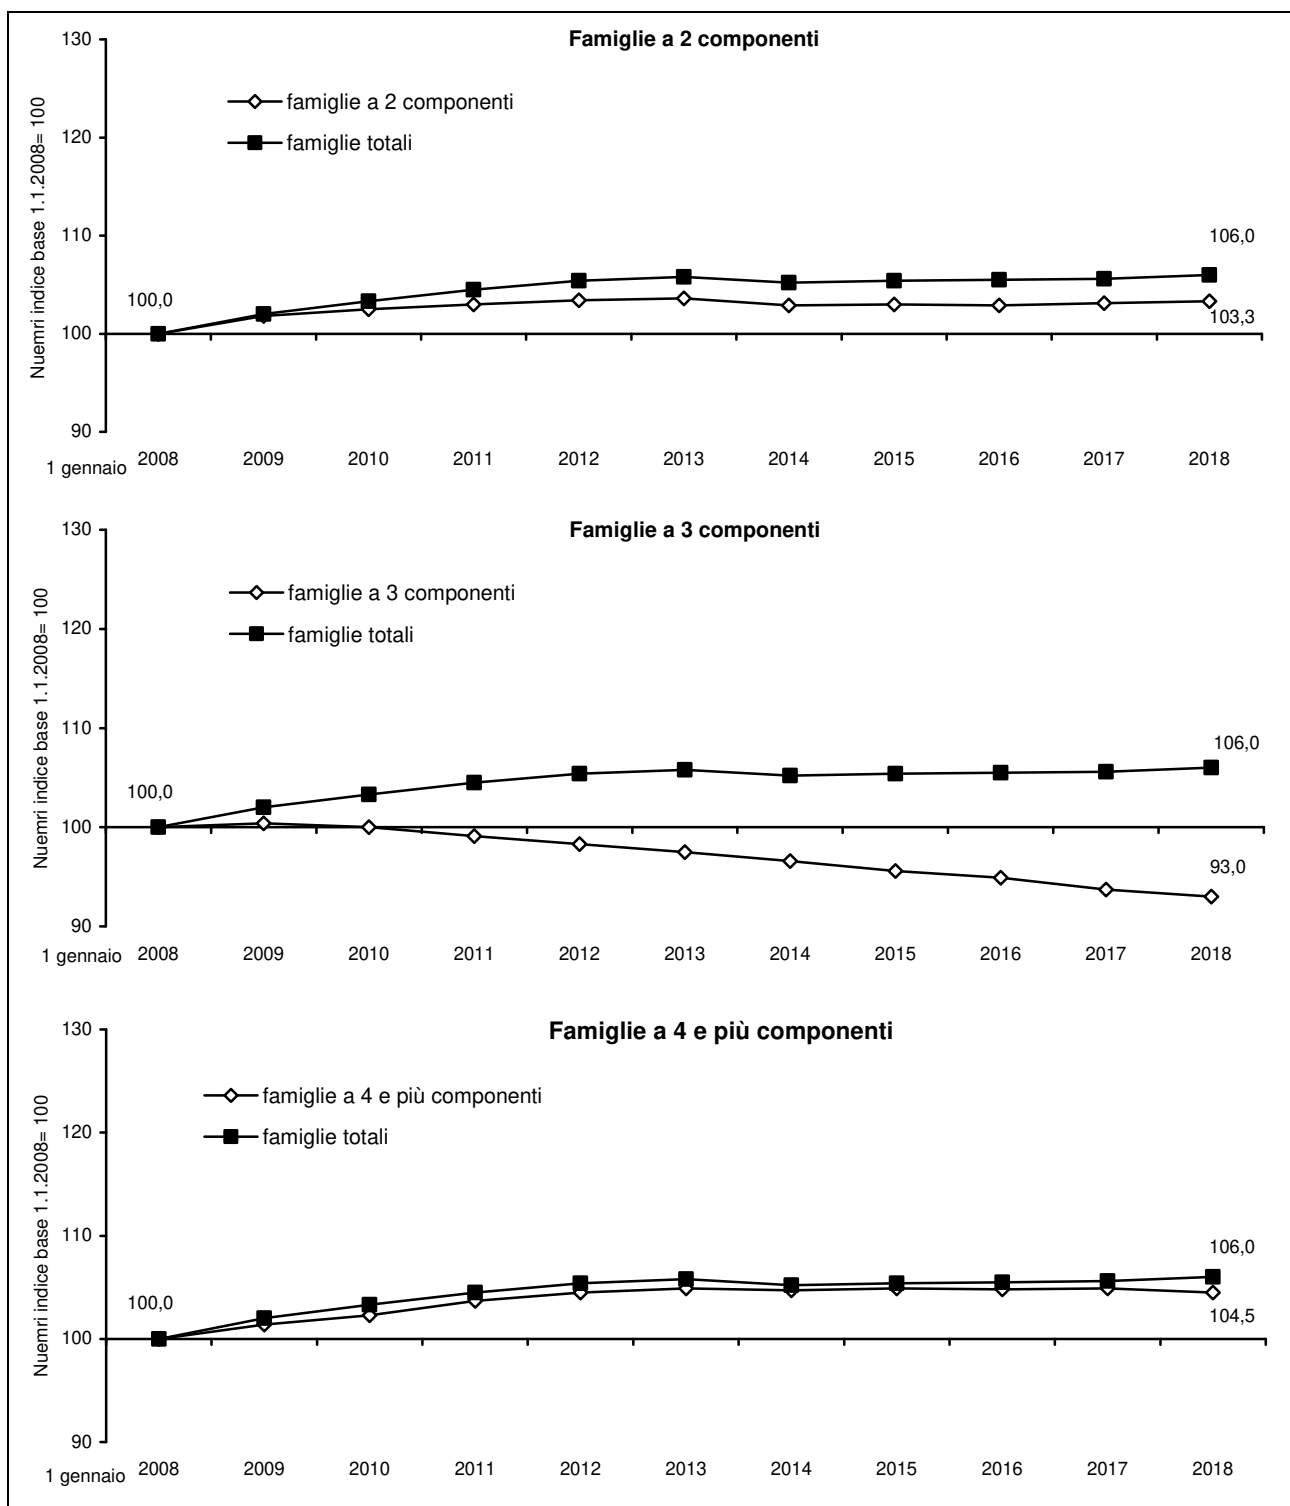 Famiglie a 2 componenti
Nuemri indice base 1.1.2008= 100
130
120
110
100
90
famiglie a 2 componenti
famiglie totali
100,0
106,0
103,3
1 gennaio 2008 2009 2010 2011 2012 2013 2014 2015 2016 2017 2018
Famiglie a 3 componenti
Nuemri indice base 1.1.2008= 100
130
120
110
100
90
famiglie a 3 componenti
famiglie totali
100,0
106,0
93,0
1 gennaio 2008 2009 2010 2011 2012 2013 2014 2015 2016 2017 2018
Famiglie a 4 e più componenti
Nuemri indice base 1.1.2008= 100
130
120
110
100
90
famiglie a 4 e più componenti
famiglie totali
100,0
106,0
104,5
1 gennaio 2008 2009 2010 2011 2012 2013 2014 2015 2016 2017 2018